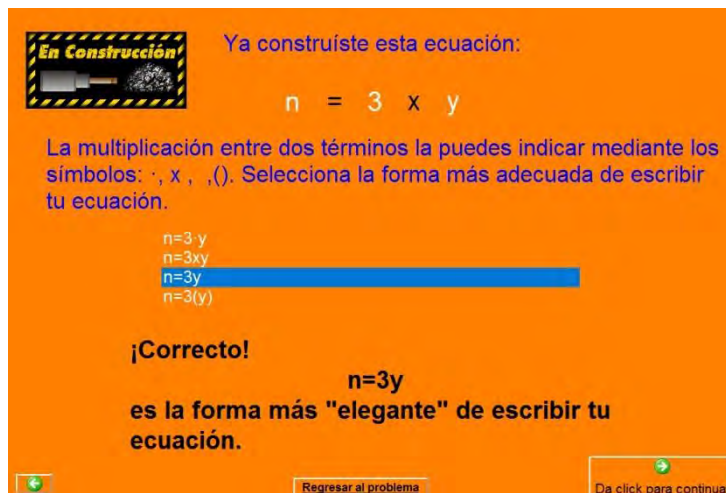 En Construcción
Ya construíste esta ecuación:
n = 3 x y
La multiplicación entre dos términos la puedes indicar mediante los
símbolos: ·, x , ,(). Selecciona la forma más adecuada de escribir
tu ecuación.
n=3·y
n=3xy
n=3y
n=3(y)
¡Correcto!
n=3y
es la forma más "elegante" de escribir tu
ecuación.
Regresar al problema
Da click para continua